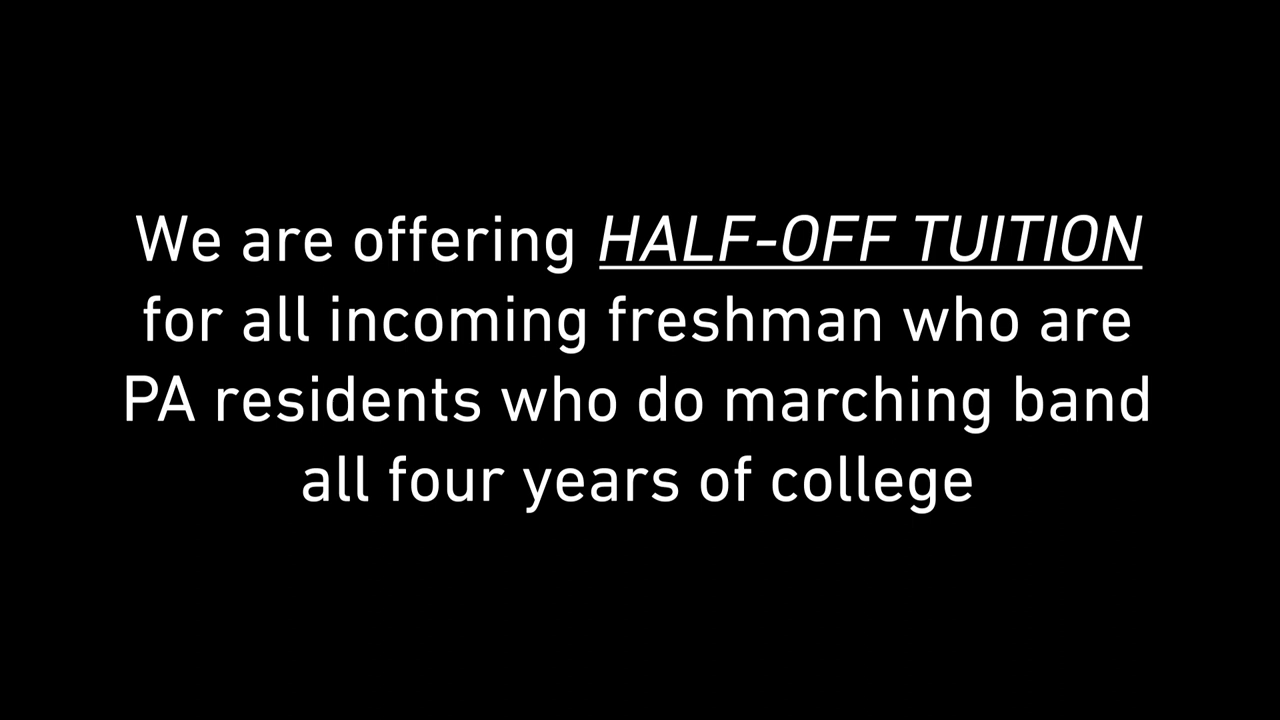 We are offering HALF-OFF TUITION
for all incoming freshman who are
PA residents who do marching band
all four years of college